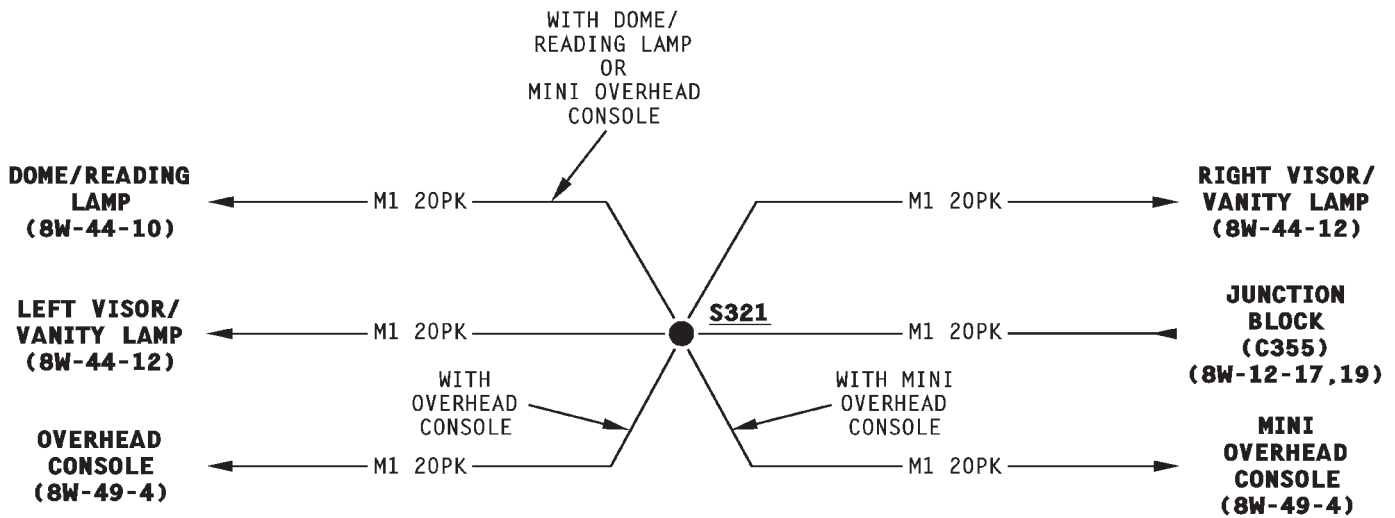 WITH DOME/
READING LAMP
OR
MINI OVERHEAD
CONSOLE
DOME/READING
LAMP
(8W-44-10)
M1 20PK
M1 20PK
RIGHT VISOR/
VANITY LAMP
(8W-44-12)
LEFT VISOR/
VANITY LAMP
(8W-44-12)
M1 20PK
S321
M1 20PK
JUNCTION
BLOCK
(C355)
(8W-12-17,19)
WITH
OVERHEAD
CONSOLE
WITH MINI
OVERHEAD
CONSOLE
OVERHEAD
CONSOLE
(8W-49-4)
M1 20PK
M1 20PK
MINI
OVERHEAD
CONSOLE
(8W-49-4)